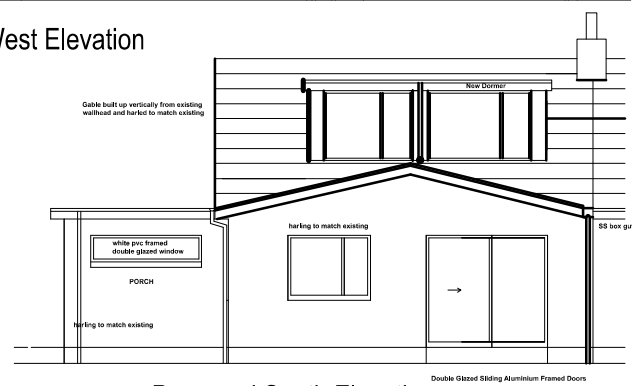 West Elevation
New Dormer
Gable built up vertically from existing
wallhead and harled to match existing
harling to match existing
SS box gu
white pvc framed
double glazed window
PORCH
harling to match existing
Double Glazed Sliding Aluminium Framed Doors